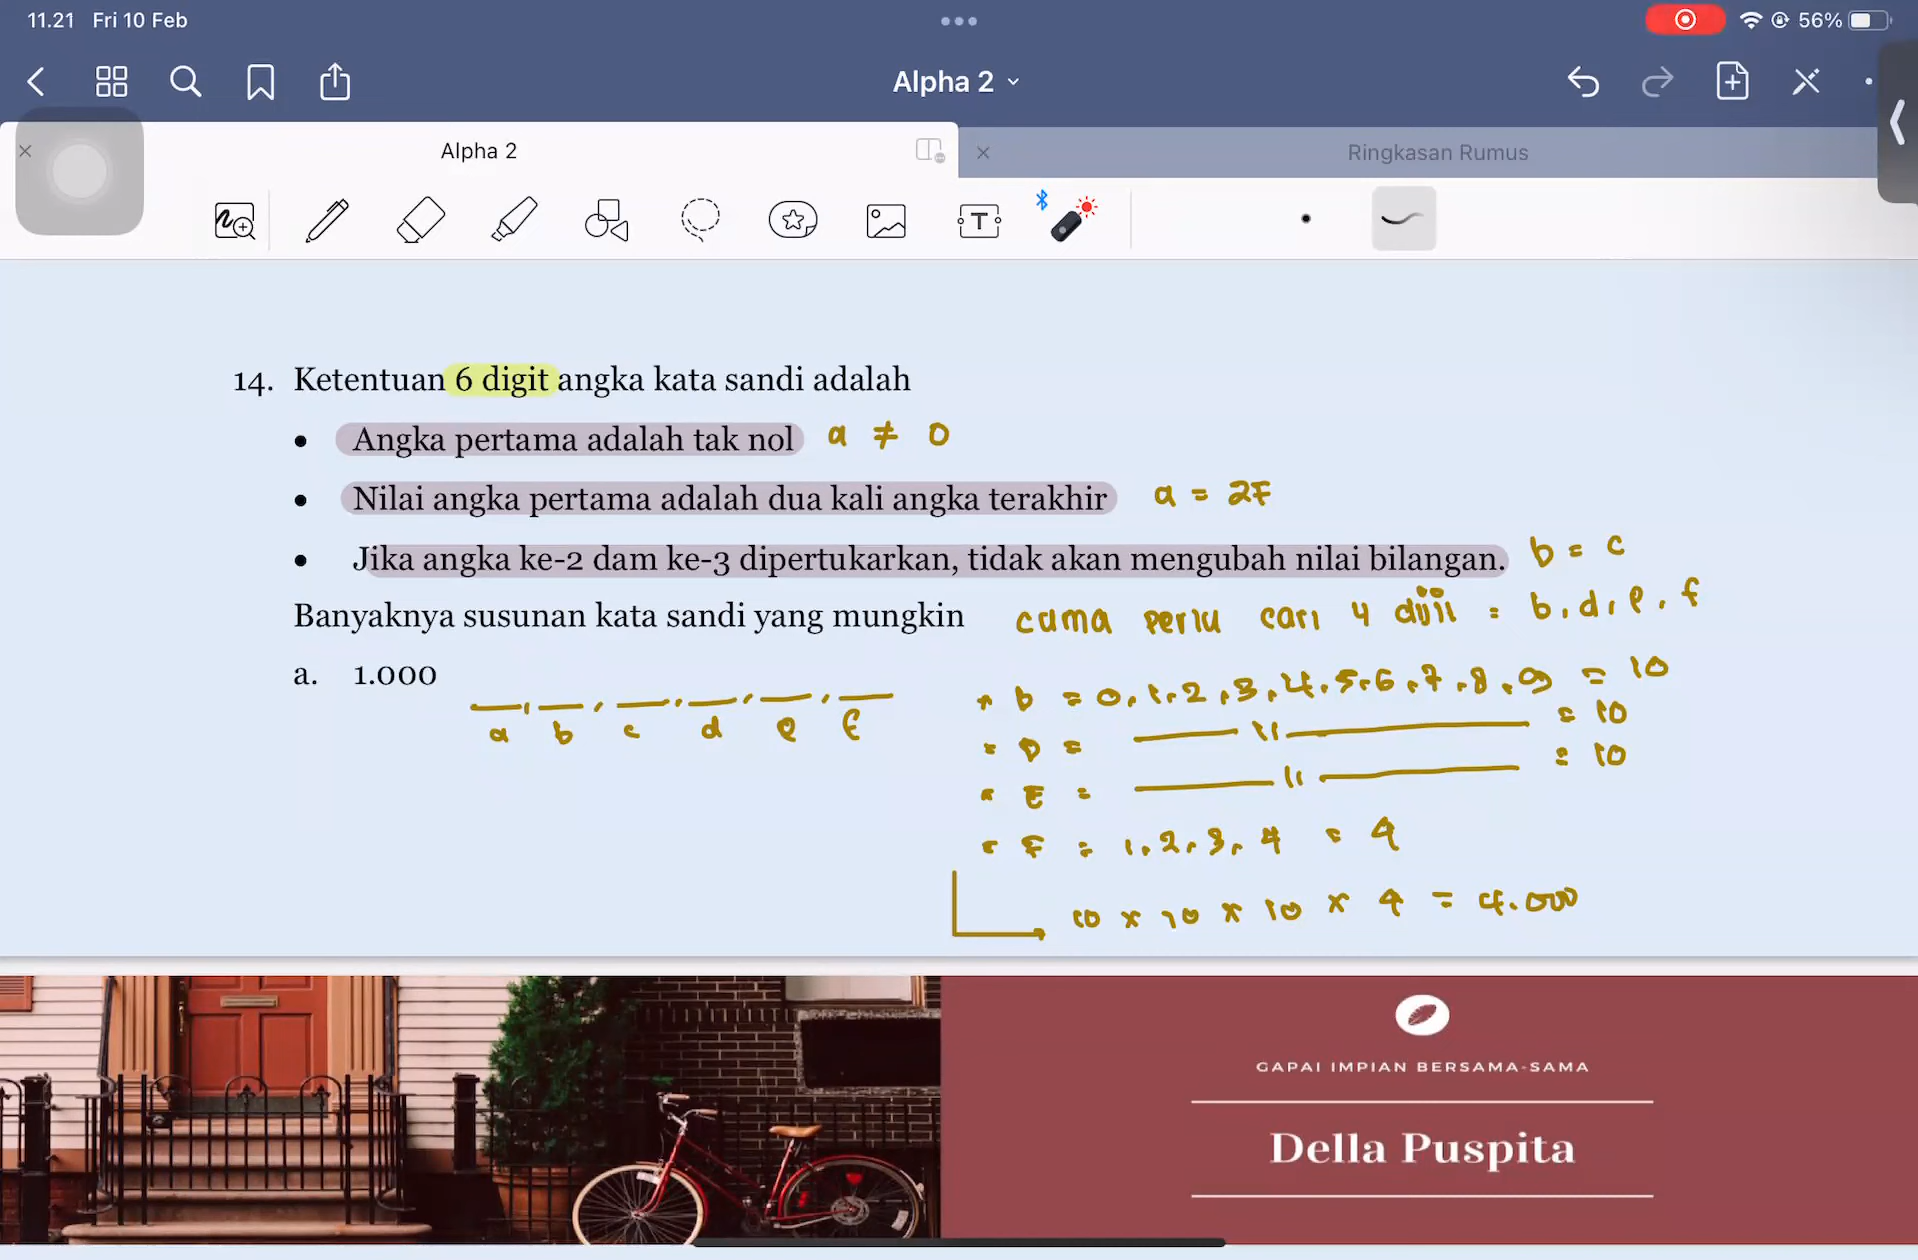 11.21 Fri 10 Feb
56%
Alpha 2
Alpha 2
Ringkasan Rumus
T
14. Ketentuan 6 digit angka kata sandi adalah
• Angka pertama adalah tak nol a ≠ 0
• Nilai angka pertama adalah dua kali angka terakhir a = 2F
• Jika angka ke-2 dam ke-3 dipertukarkan, tidak akan mengubah nilai bilangan. b = c
Banyaknya susunan kata sandi yang mungkin cuma perlu cari 4 dijit = b, d, e, f
a. 1.000
a b c d e f
b = 0, 1, 2, 3, 4, 5, 6, 7, 8, 9 = 10
D = —— 11 —— = 10
E = —— 11 —— = 10
F = 1, 2, 3, 4 = 4
10 x 10 x 10 x 4 = 4.000
GAPAI IMPIAN BERSAMA-SAMA
Della Puspita